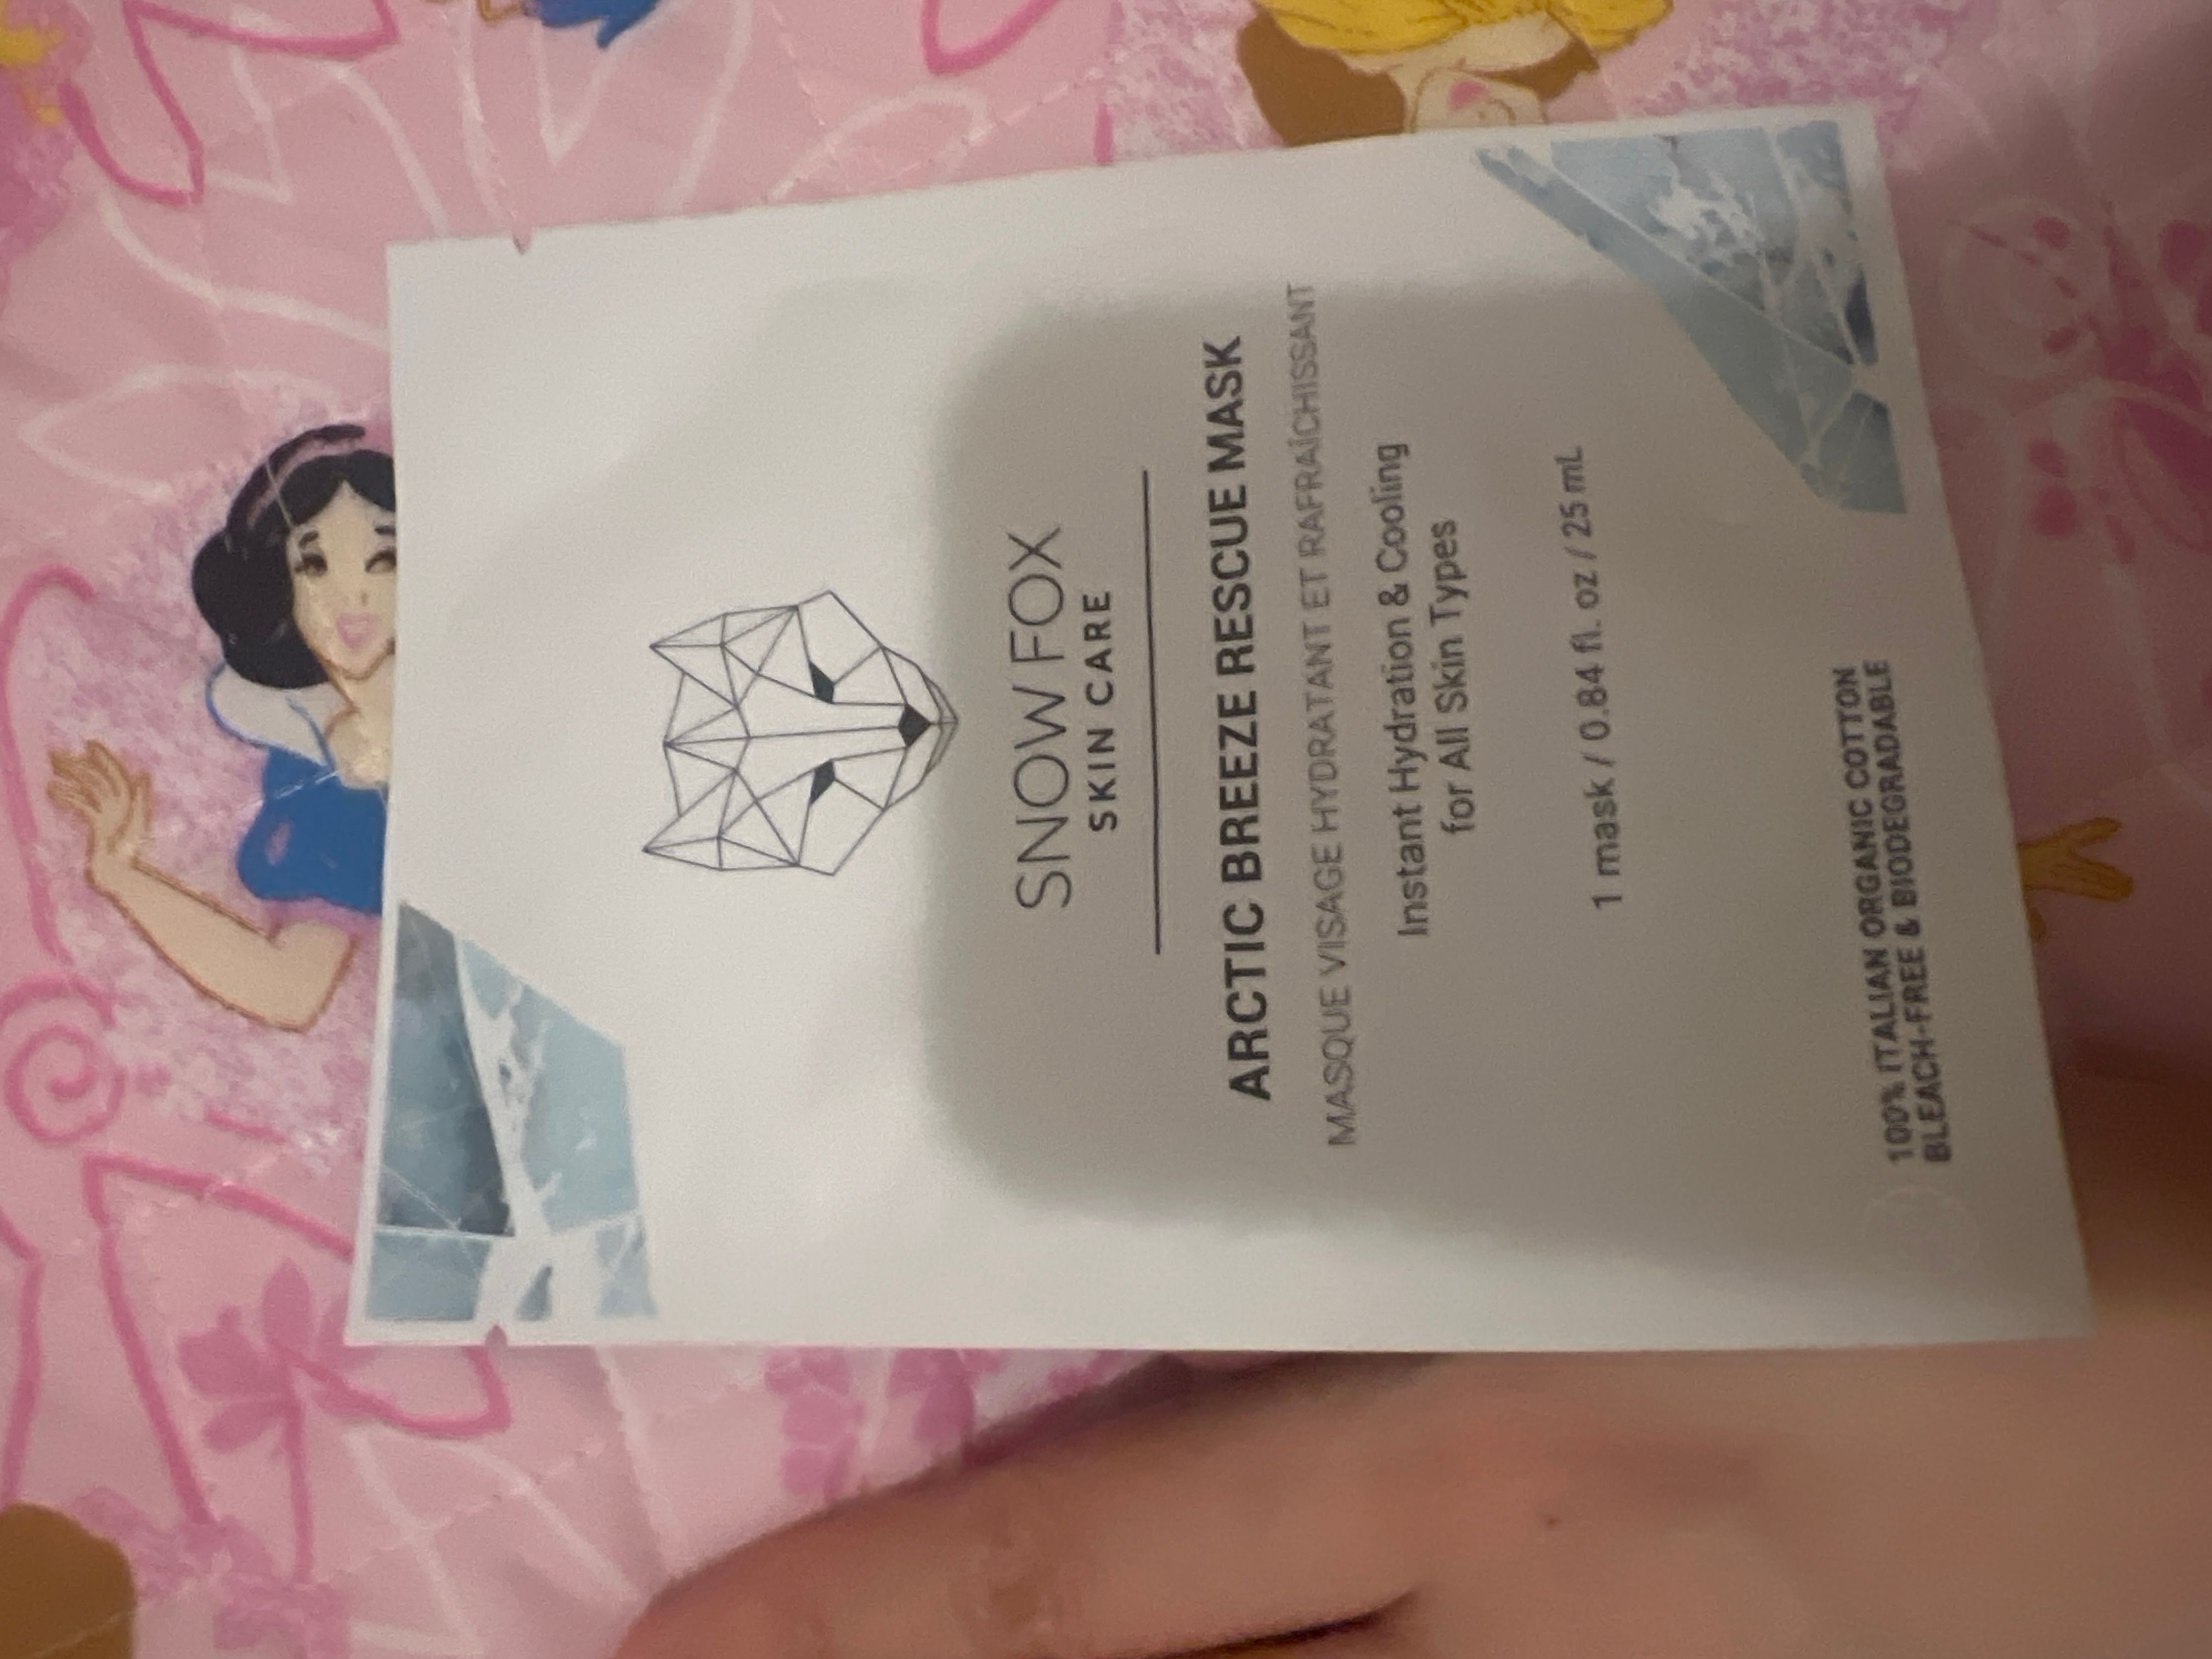 SNOW FOX
SKIN CARE
ARCTIC BREEZE RESCUE MASK
MASQUE VISAGE HYDRATANT ET RAFRAÎCHISSANT
Instant Hydration & Cooling
for All Skin Types
1 mask / 0.84 fl. oz / 25 mL
100% ITALIAN ORGANIC COTTON
BLEACH-FREE & BIODEGRADABLE